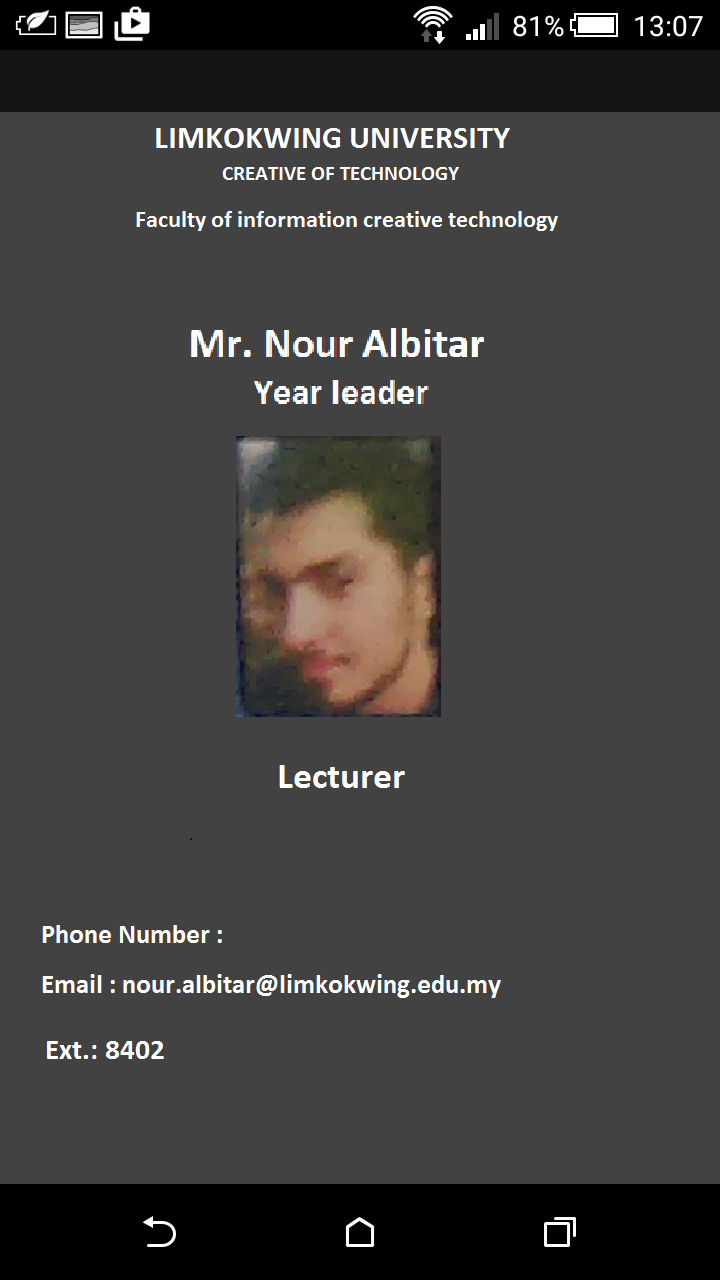 81% 13:07
LIMKOKWING UNIVERSITY
CREATIVE OF TECHNOLOGY
Faculty of information creative technology
Mr. Nour Albitar
Year leader
Lecturer
Phone Number :
Email : nour.albitar@limkokwing.edu.my
Ext.: 8402